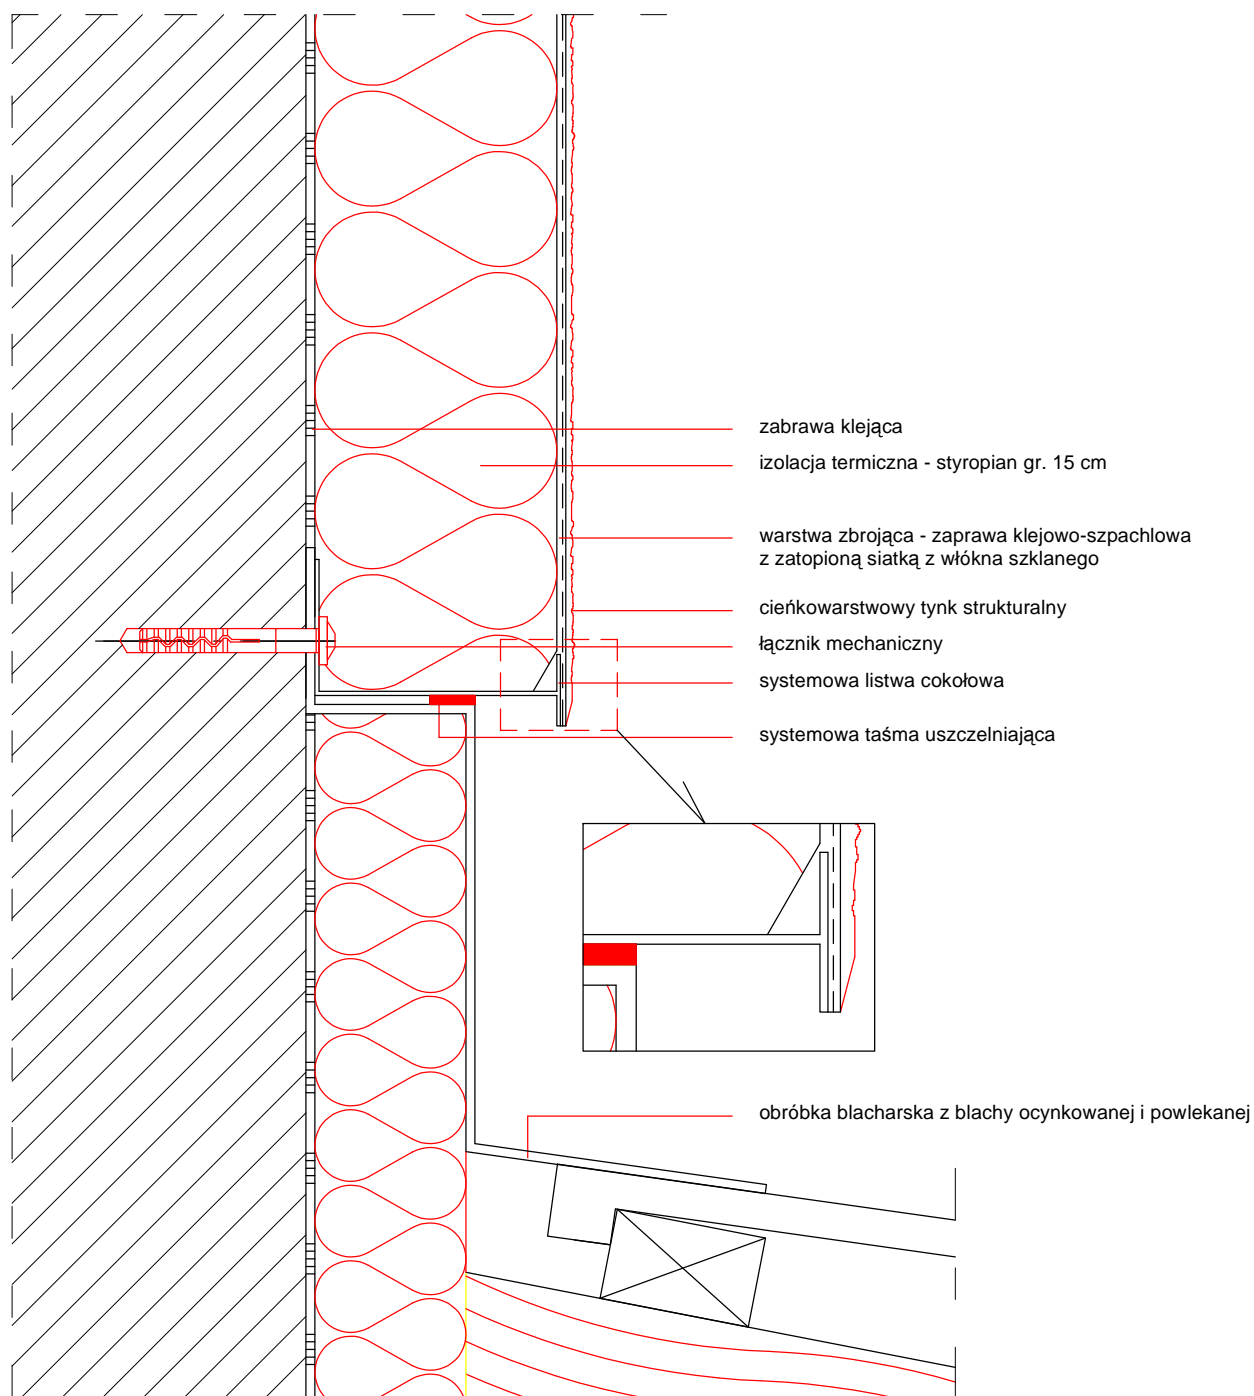 zabrawa klejąca
izolacja termiczna - styropian gr. 15 cm
warstwa zbrojąca - zaprawa klejowo-szpachlowa
z zatopioną siatką z włókna szklanego
cieńkowarstwowy tynk strukturalny
łącznik mechaniczny
systemowa listwa cokołowa
systemowa taśma uszczelniająca
obróbka blacharska z blachy ocynkowanej i powlekanej